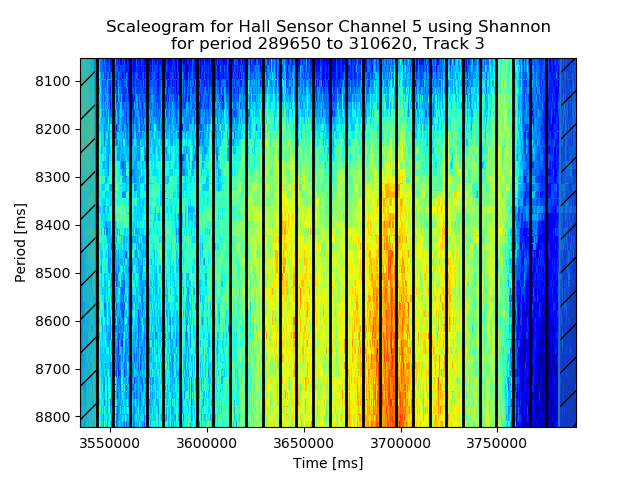 Scaleogram for Hall Sensor Channel 5 using Shannon
for period 289650 to 310620, Track 3
8100
8200
8300
8400
8500
8600
8700
8800
Period [ms]
3550000 3600000 3650000 3700000 3750000
Time [ms]